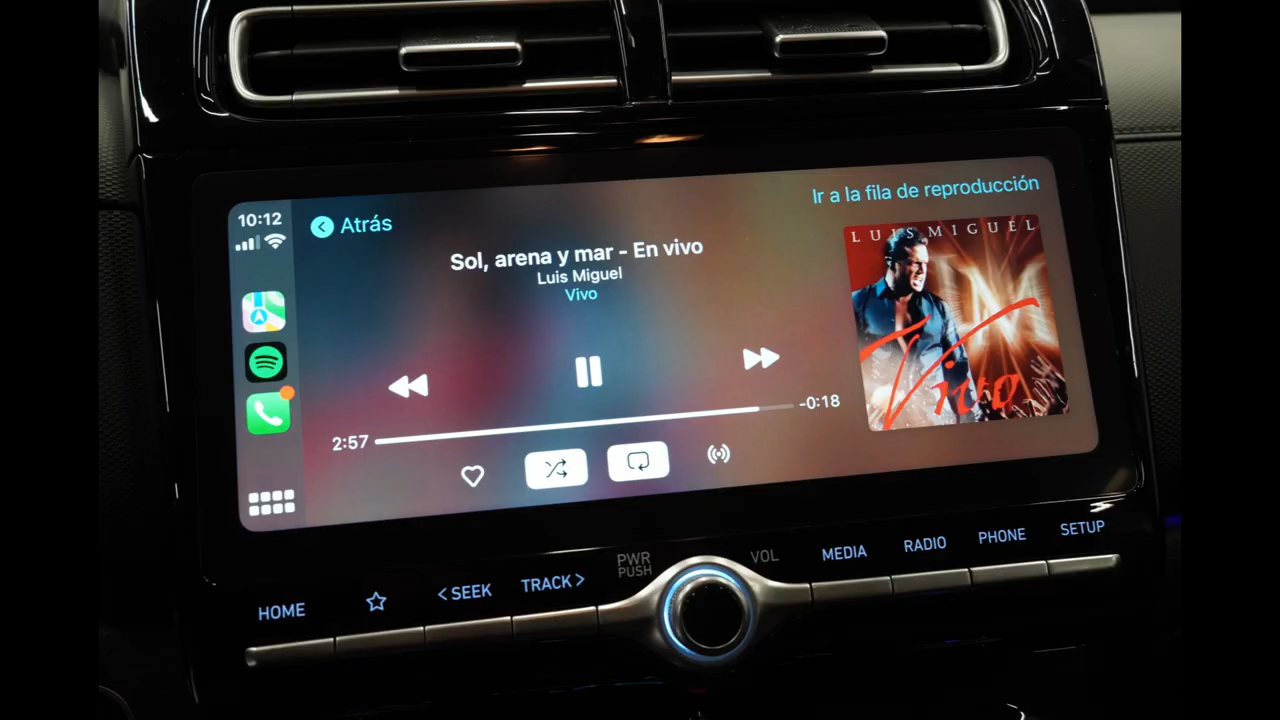 10:12
Atrás
Ir a la fila de reproducción
Sol, arena y mar - En vivo
Luis Miguel
Vivo
LUIS MIGUEL
Vivo
2:57
-0:18
HOME
< SEEK
TRACK >
PWR
PUSH
VOL
MEDIA
RADIO
PHONE
SETUP